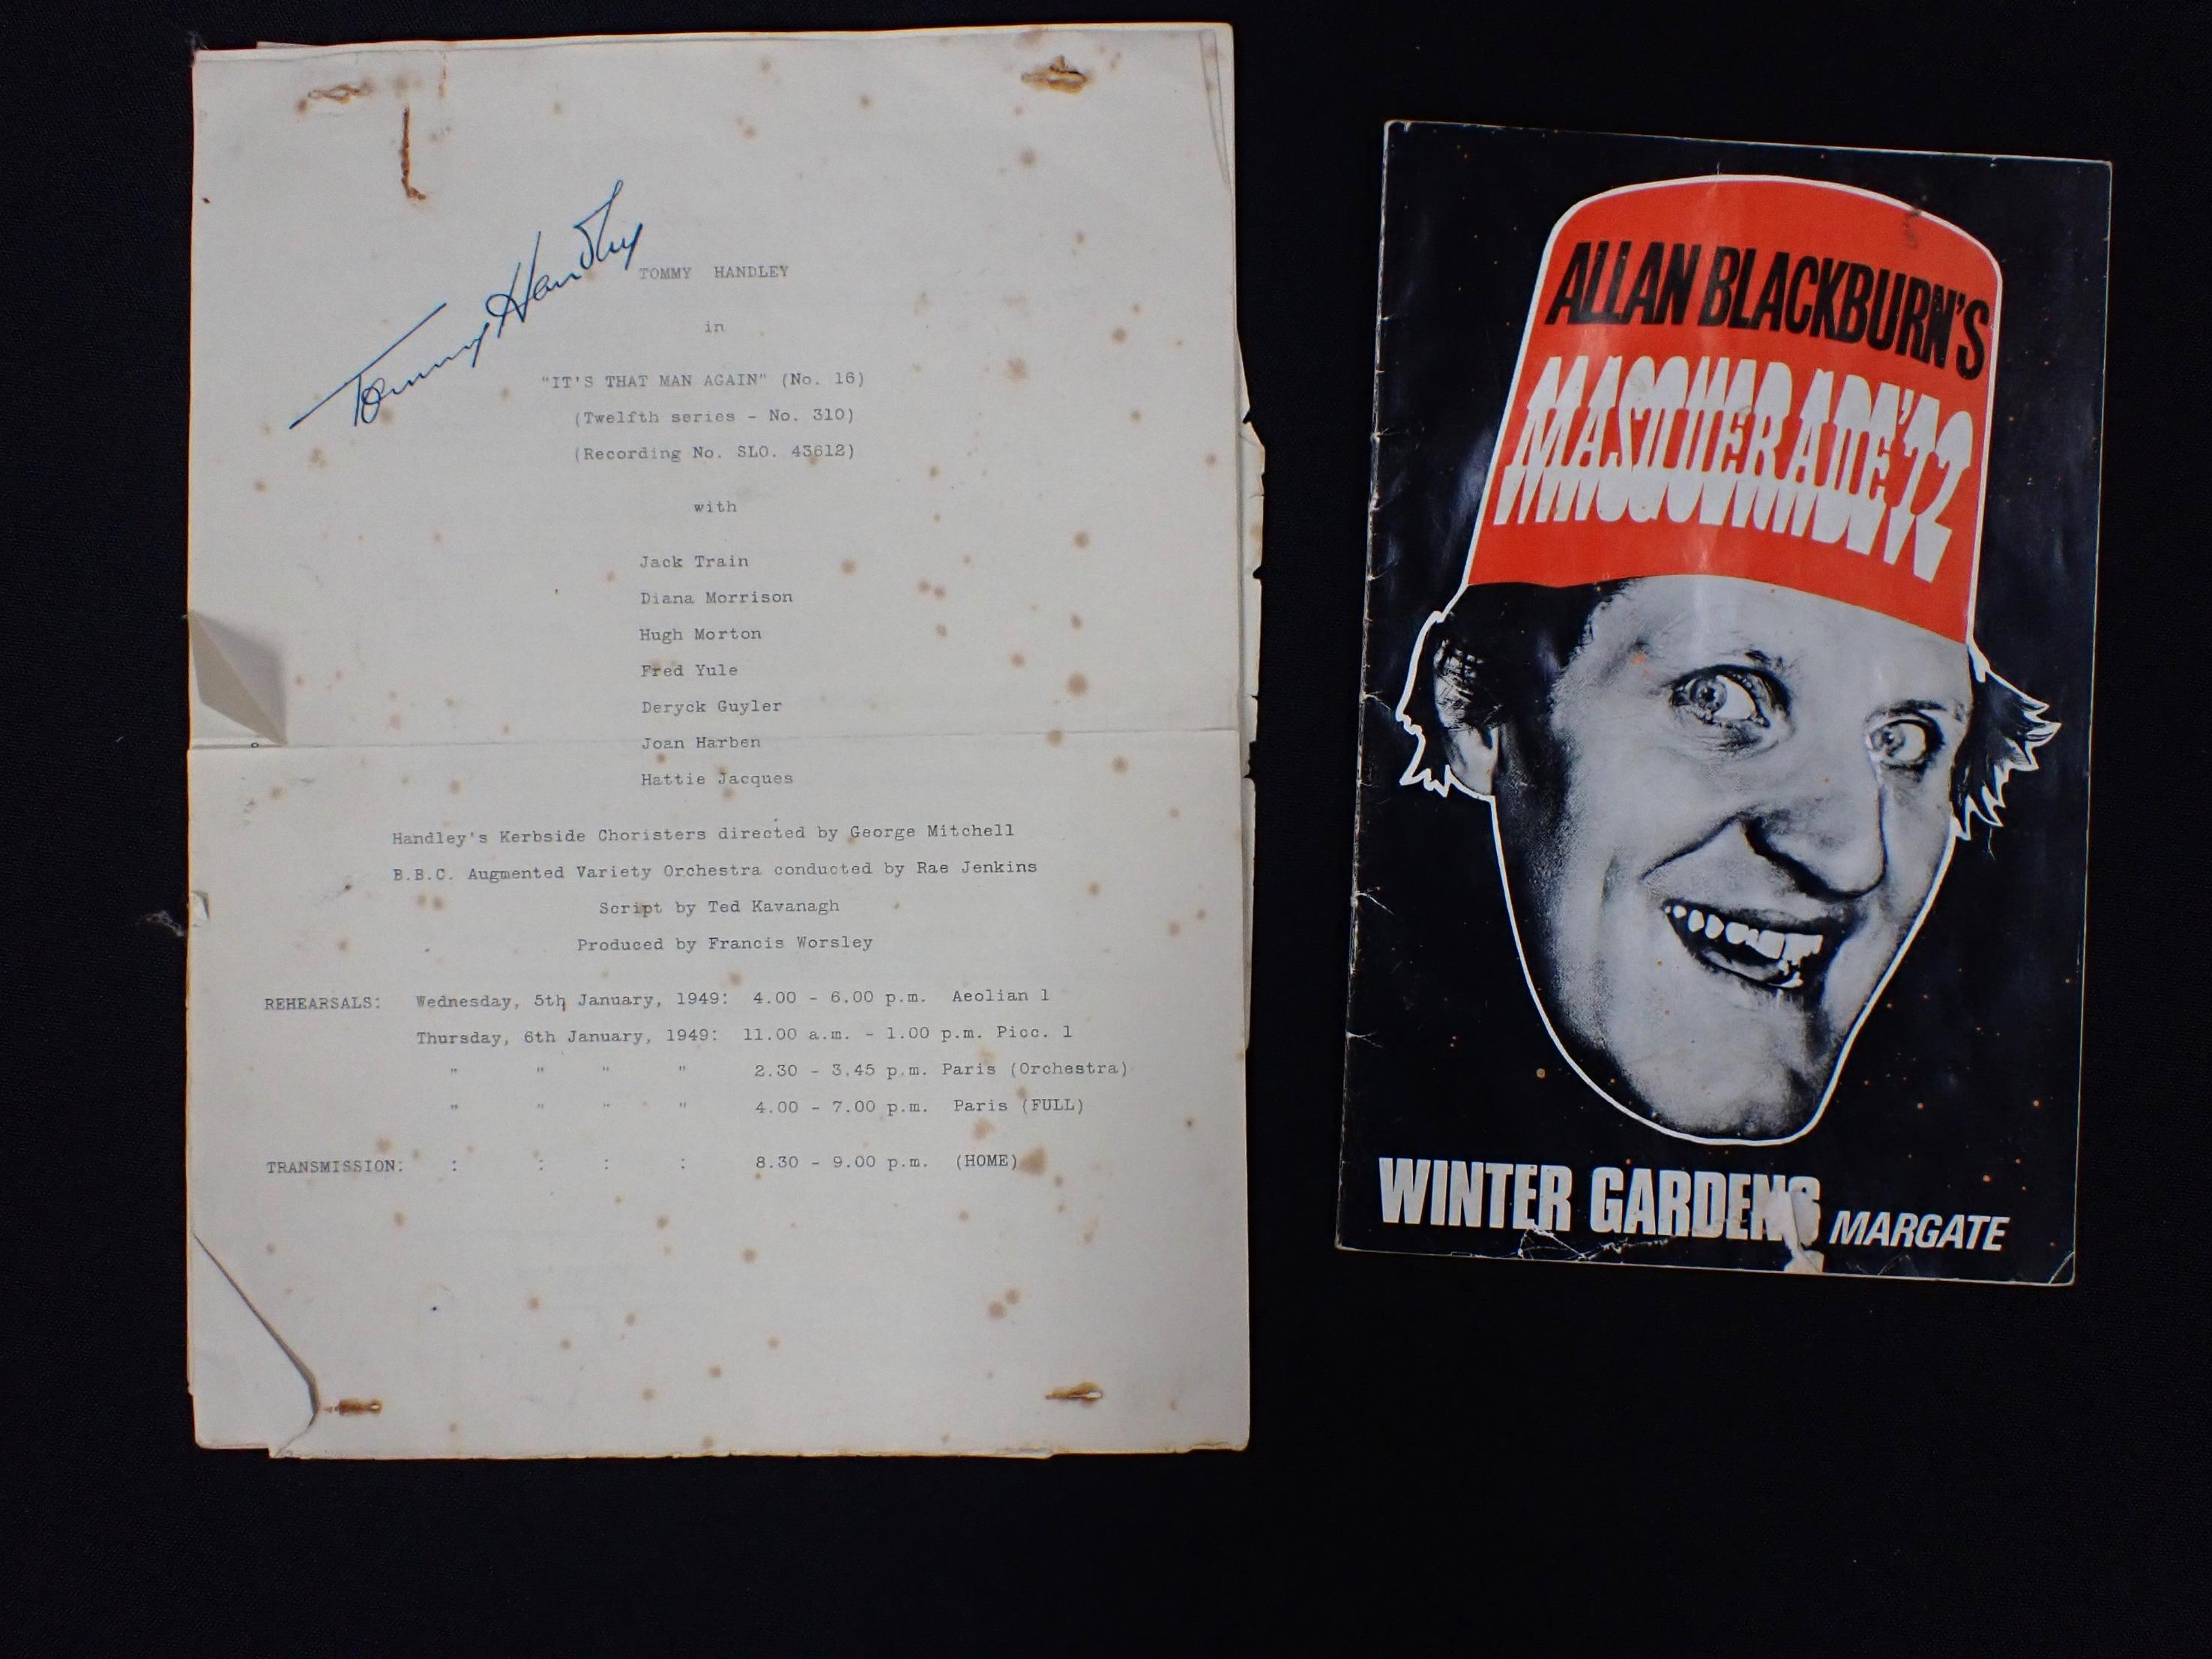 Tommy Handley
TOMMY HANDLEY
in
"IT'S THAT MAN AGAIN" (No. 16)
(Twelfth series - No. 310)
(Recording No. SLO. 43612)
with
Jack Train
Diana Morrison
Hugh Morton
Fred Yule
Deryck Guyler
Joan Harben
Hattie Jacques
Handley's Kerbside Choristers directed by George Mitchell
B.B.C. Augmented Variety Orchestra conducted by Rae Jenkins
Script by Ted Kavanagh
Produced by Francis Worsley
REHEARSALS: Wednesday, 5th January, 1949: 4.00 - 6.00 p.m. Aeolian 1
Thursday, 6th January, 1949: 11.00 a.m. - 1.00 p.m. Picc. 1
" " " " 2.30 - 3.45 p.m. Paris (Orchestra)
" " " " 4.00 - 7.00 p.m. Paris (FULL)
TRANSMISSION: : : : : 8.30 - 9.00 p.m. (HOME)
ALLAN BLACKBURN'S
MASQUERADE '72
WINTER GARDENS MARGATE